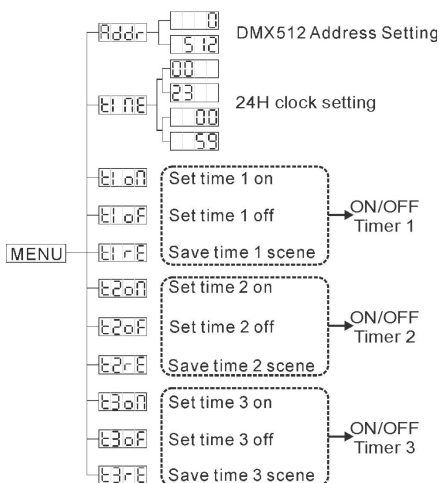 Addr 0 DMX512 Address Setting
512
tINE 00 24H clock setting
23
00
59
t1on Set time 1 on
t1oF Set time 1 off ON/OFF
Timer 1
MENU t1rE Save time 1 scene
t2on Set time 2 on
t2oF Set time 2 off ON/OFF
Timer 2
t2rE Save time 2 scene
t3on Set time 3 on
t3oF Set time 3 off ON/OFF
Timer 3
t3rE Save time 3 scene